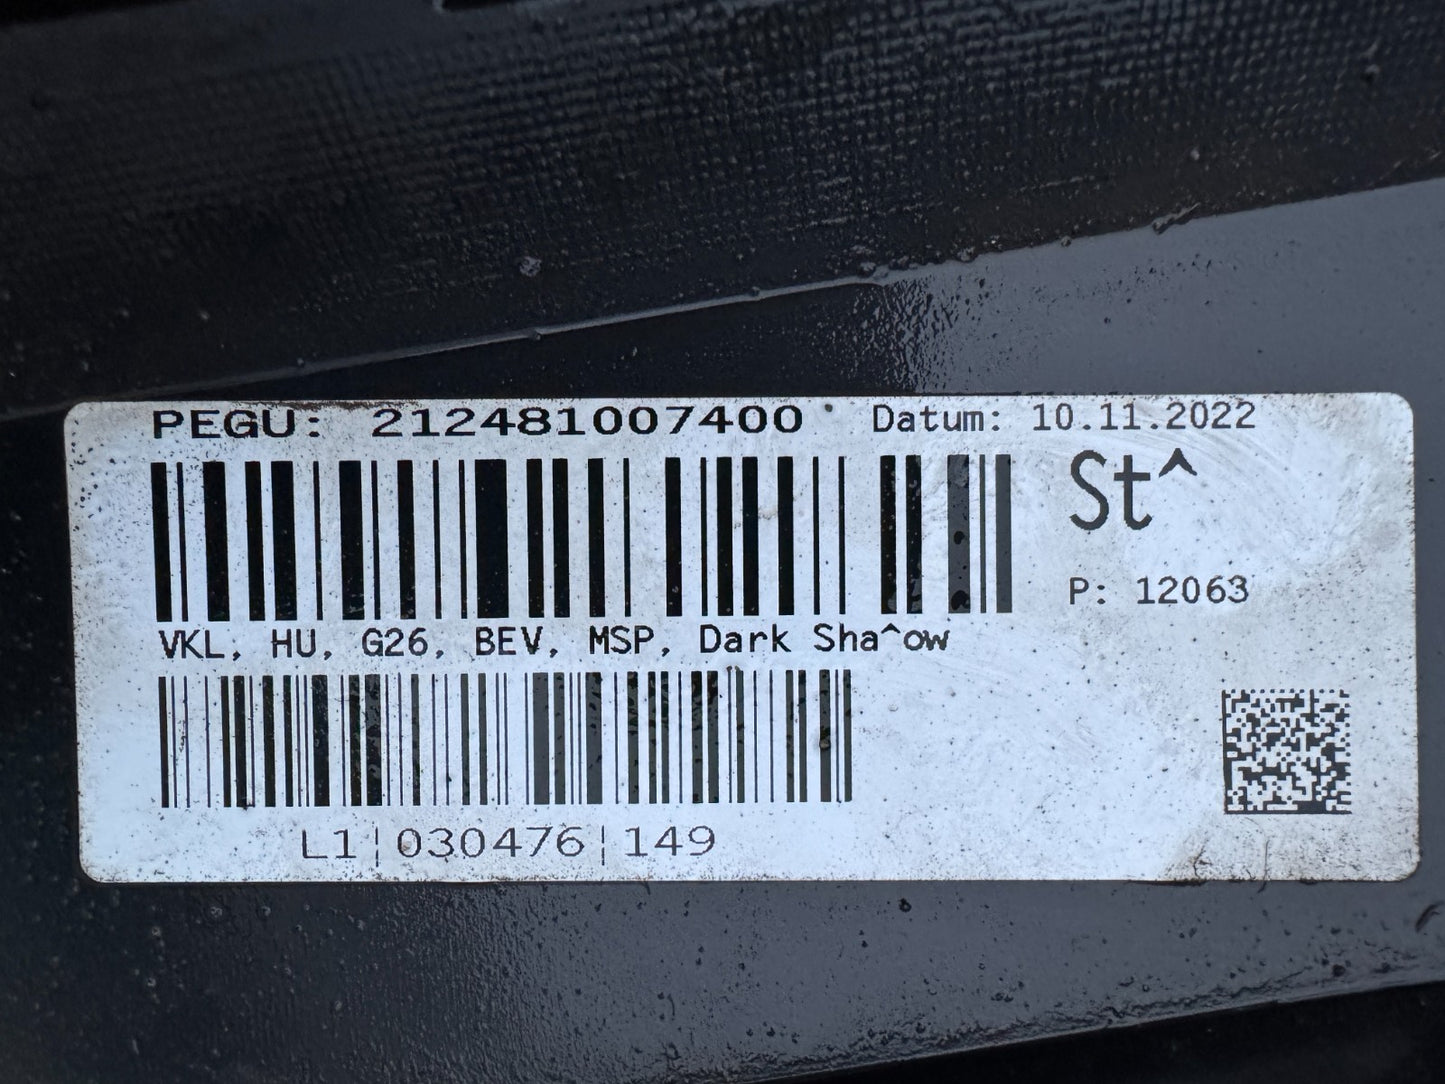 PEGU: 212481007400 Datum: 10.11.2022
St^
P: 12063
VKL, HU, G26, BEV, MSP, Dark Sha^ow
L1|030476|149